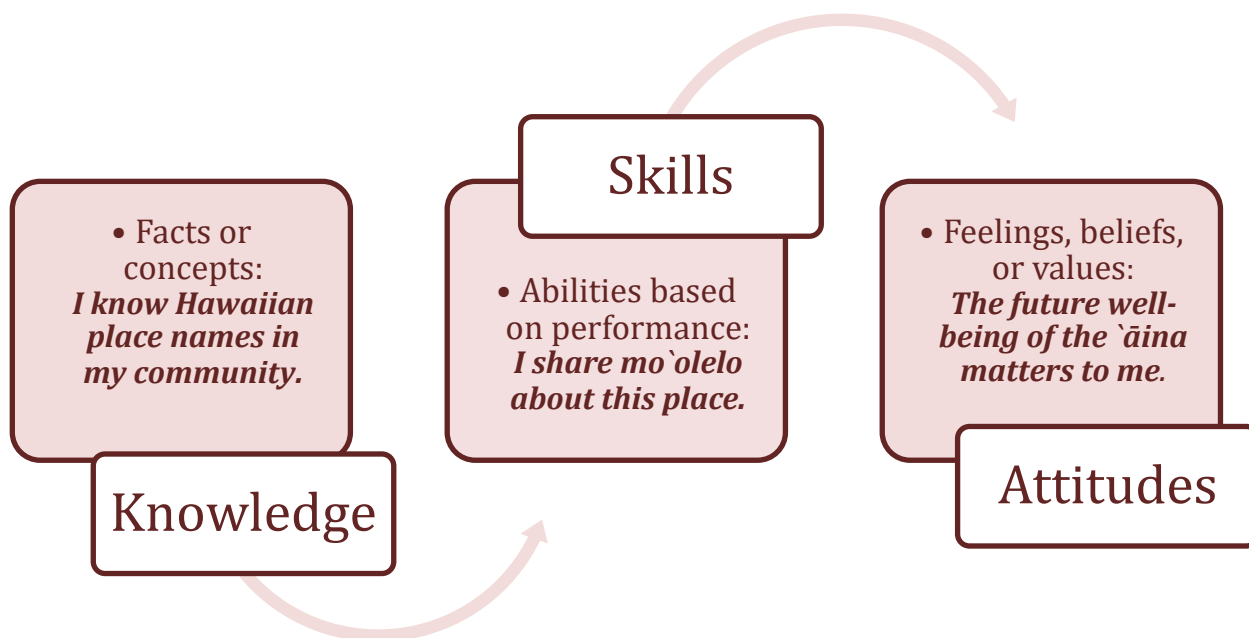 • Facts or
concepts:
I know Hawaiian
place names in
my community.
Knowledge
Skills
• Abilities based
on performance:
I share mo`olelo
about this place.
• Feelings, beliefs,
or values:
The future well-
being of the `āina
matters to me.
Attitudes